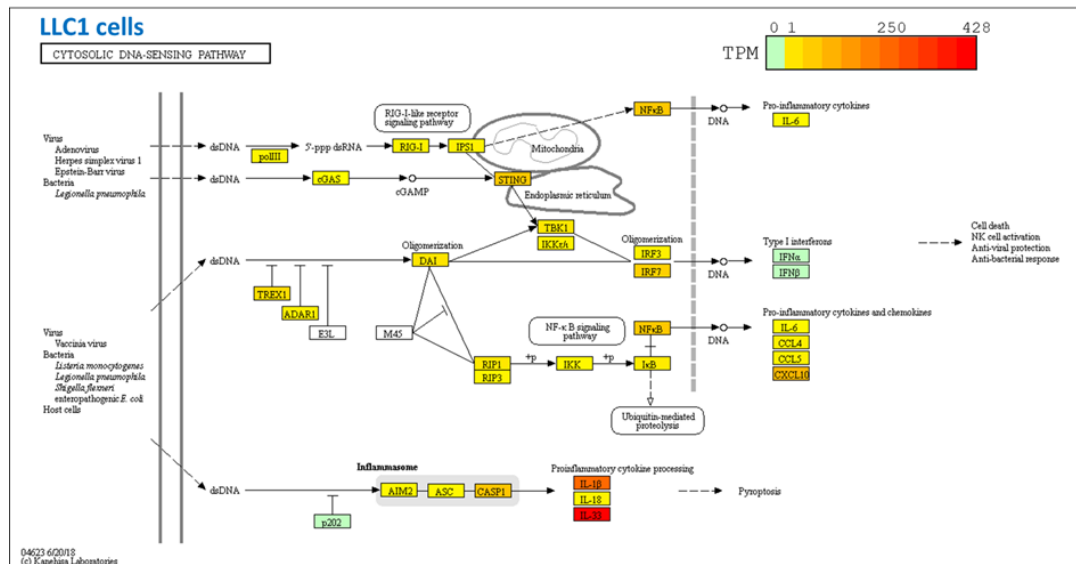 LLC1 cells
CYTOSOLIC DNA-SENSING PATHWAY
TPM
0 1 250 428
RIG-I-like receptor
signaling pathway
NFκB
DNA
Pro-inflammatory cytokines
IL-6
Virus
Adenovirus
Herpes simplex virus 1
Epstein-Barr virus
Bacteria
Legionella pneumophila
dsDNA
polIII
5'-ppp dsRNA
RIG-I
IPS1
Mitochondria
dsDNA
cGAS
cGAMP
STING
Endoplasmic reticulum
TBK1
IKKε
Oligomerization
dsDNA
DAI
Oligomerization
IRF3
IRF7
DNA
Type I interferons
IFNα
IFNβ
Cell death
NK cell activation
Anti-viral protection
Anti-bacterial response
TREX1
ADAR1
E3L
M45
Virus
Vaccinia virus
Bacteria
Listeria monocytogenes
Legionella pneumophila
Shigella flexneri
enteropathogenic E. coli
Host cells
NF-κ B signaling
pathway
NFκB
DNA
Pro-inflammatory cytokines and chemokines
IL-6
CCL4
CCL5
CXCL10
RIP1
RIP3
+p
IKK
+p
IκB
Ubiquitin-mediated
proteolysis
Inflammasome
dsDNA
p202
AIM2
ASC
CASP1
Proinflammatory cytokine processing
IL-1β
IL-18
IL-33
Pyroptosis
04623 6/20/18
(c) Kanehisa Laboratories